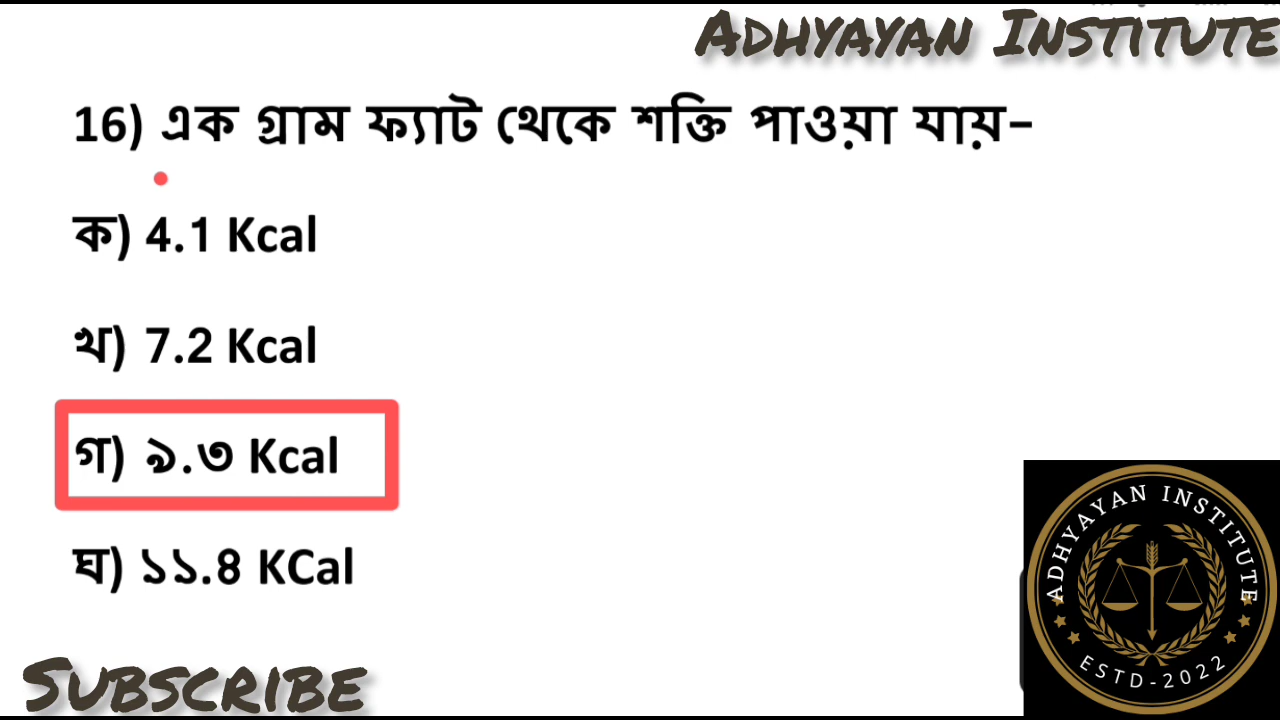 ADHYAYAN INSTITUTE
16) এক গ্রাম ফ্যাট থেকে শক্তি পাওয়া যায়–
ক) 4.1 Kcal
খ) 7.2 Kcal
গ) ৯.৩ Kcal
ঘ) ১১.8 KCal
ADHYAYAN INSTITUTE
ESTD-2022
SUBSCRIBE